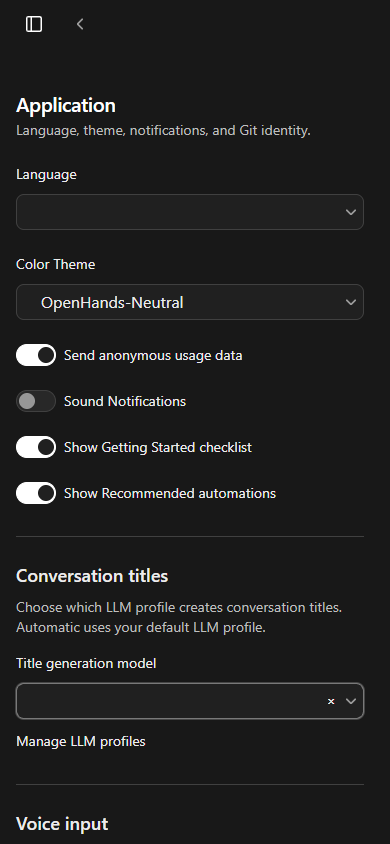 Application
Language, theme, notifications, and Git identity.
Language
Color Theme
OpenHands-Neutral
Send anonymous usage data
Sound Notifications
Show Getting Started checklist
Show Recommended automations
Conversation titles
Choose which LLM profile creates conversation titles.
Automatic uses your default LLM profile.
Title generation model
Manage LLM profiles
Voice input